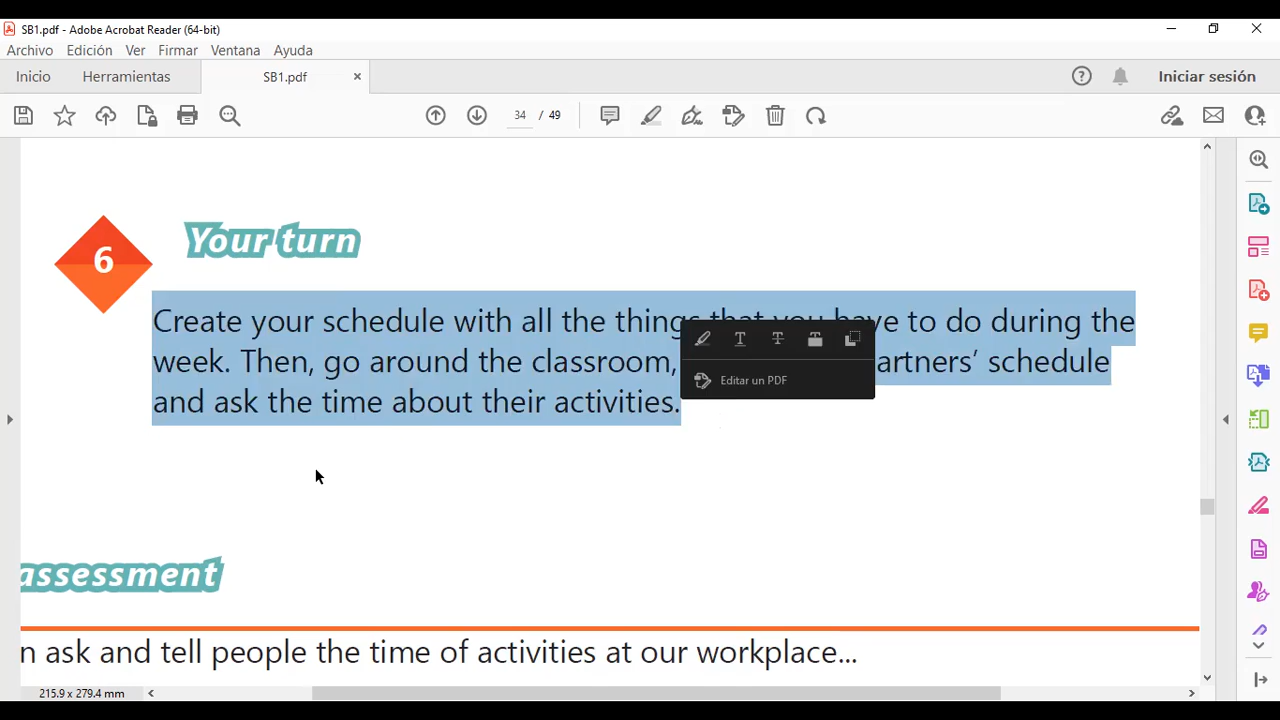 SB1.pdf - Adobe Acrobat Reader (64-bit)
Archivo Edición Ver Firmar Ventana Ayuda
Inicio Herramientas SB1.pdf × Iniciar sesión
34 / 49
6 Your turn
Create your schedule with all the things that you have to do during the
week. Then, go around the classroom, artners’ schedule
and ask the time about their activities.
Editar un PDF
assessment
n ask and tell people the time of activities at our workplace...
215.9 x 279.4 mm